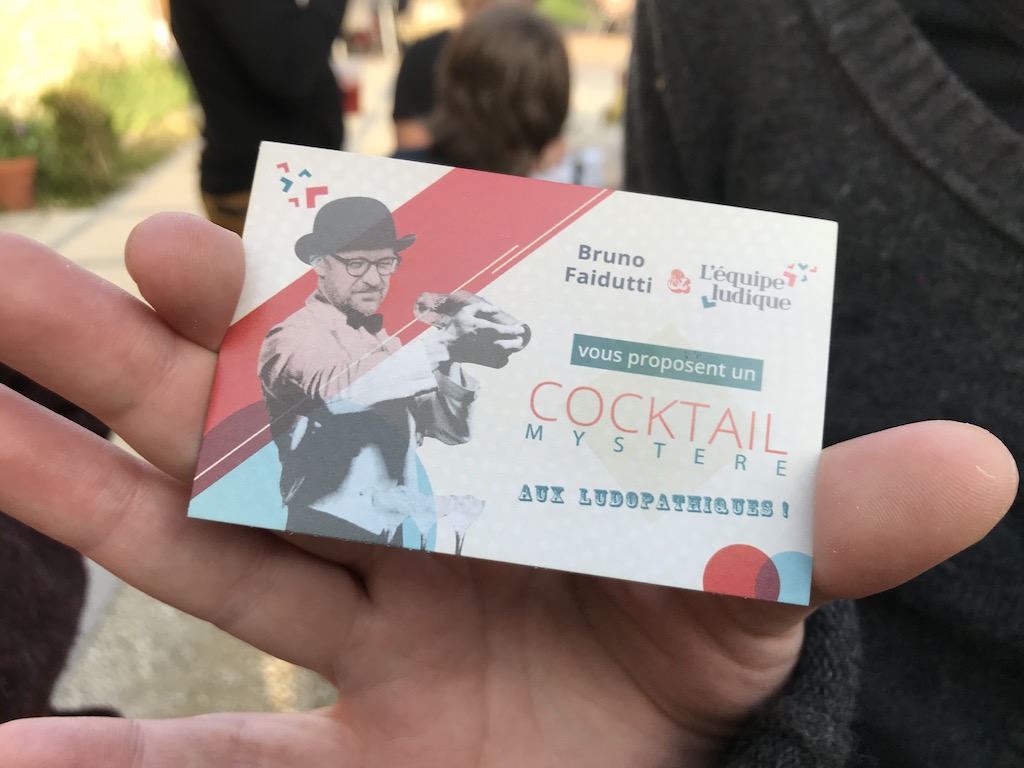 Bruno
Faidutti
&
L'équipe
ludique
vous proposent un
COCKTAIL
MYSTERE
AUX LUDOPATHIQUES !